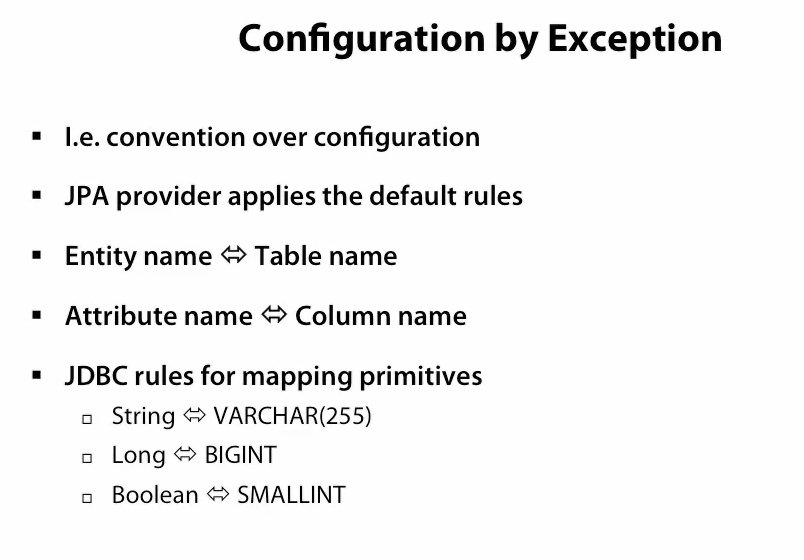 Configuration by Exception
▪ I.e. convention over configuration
▪ JPA provider applies the default rules
▪ Entity name ⇔ Table name
▪ Attribute name ⇔ Column name
▪ JDBC rules for mapping primitives
□ String ⇔ VARCHAR(255)
□ Long ⇔ BIGINT
□ Boolean ⇔ SMALLINT